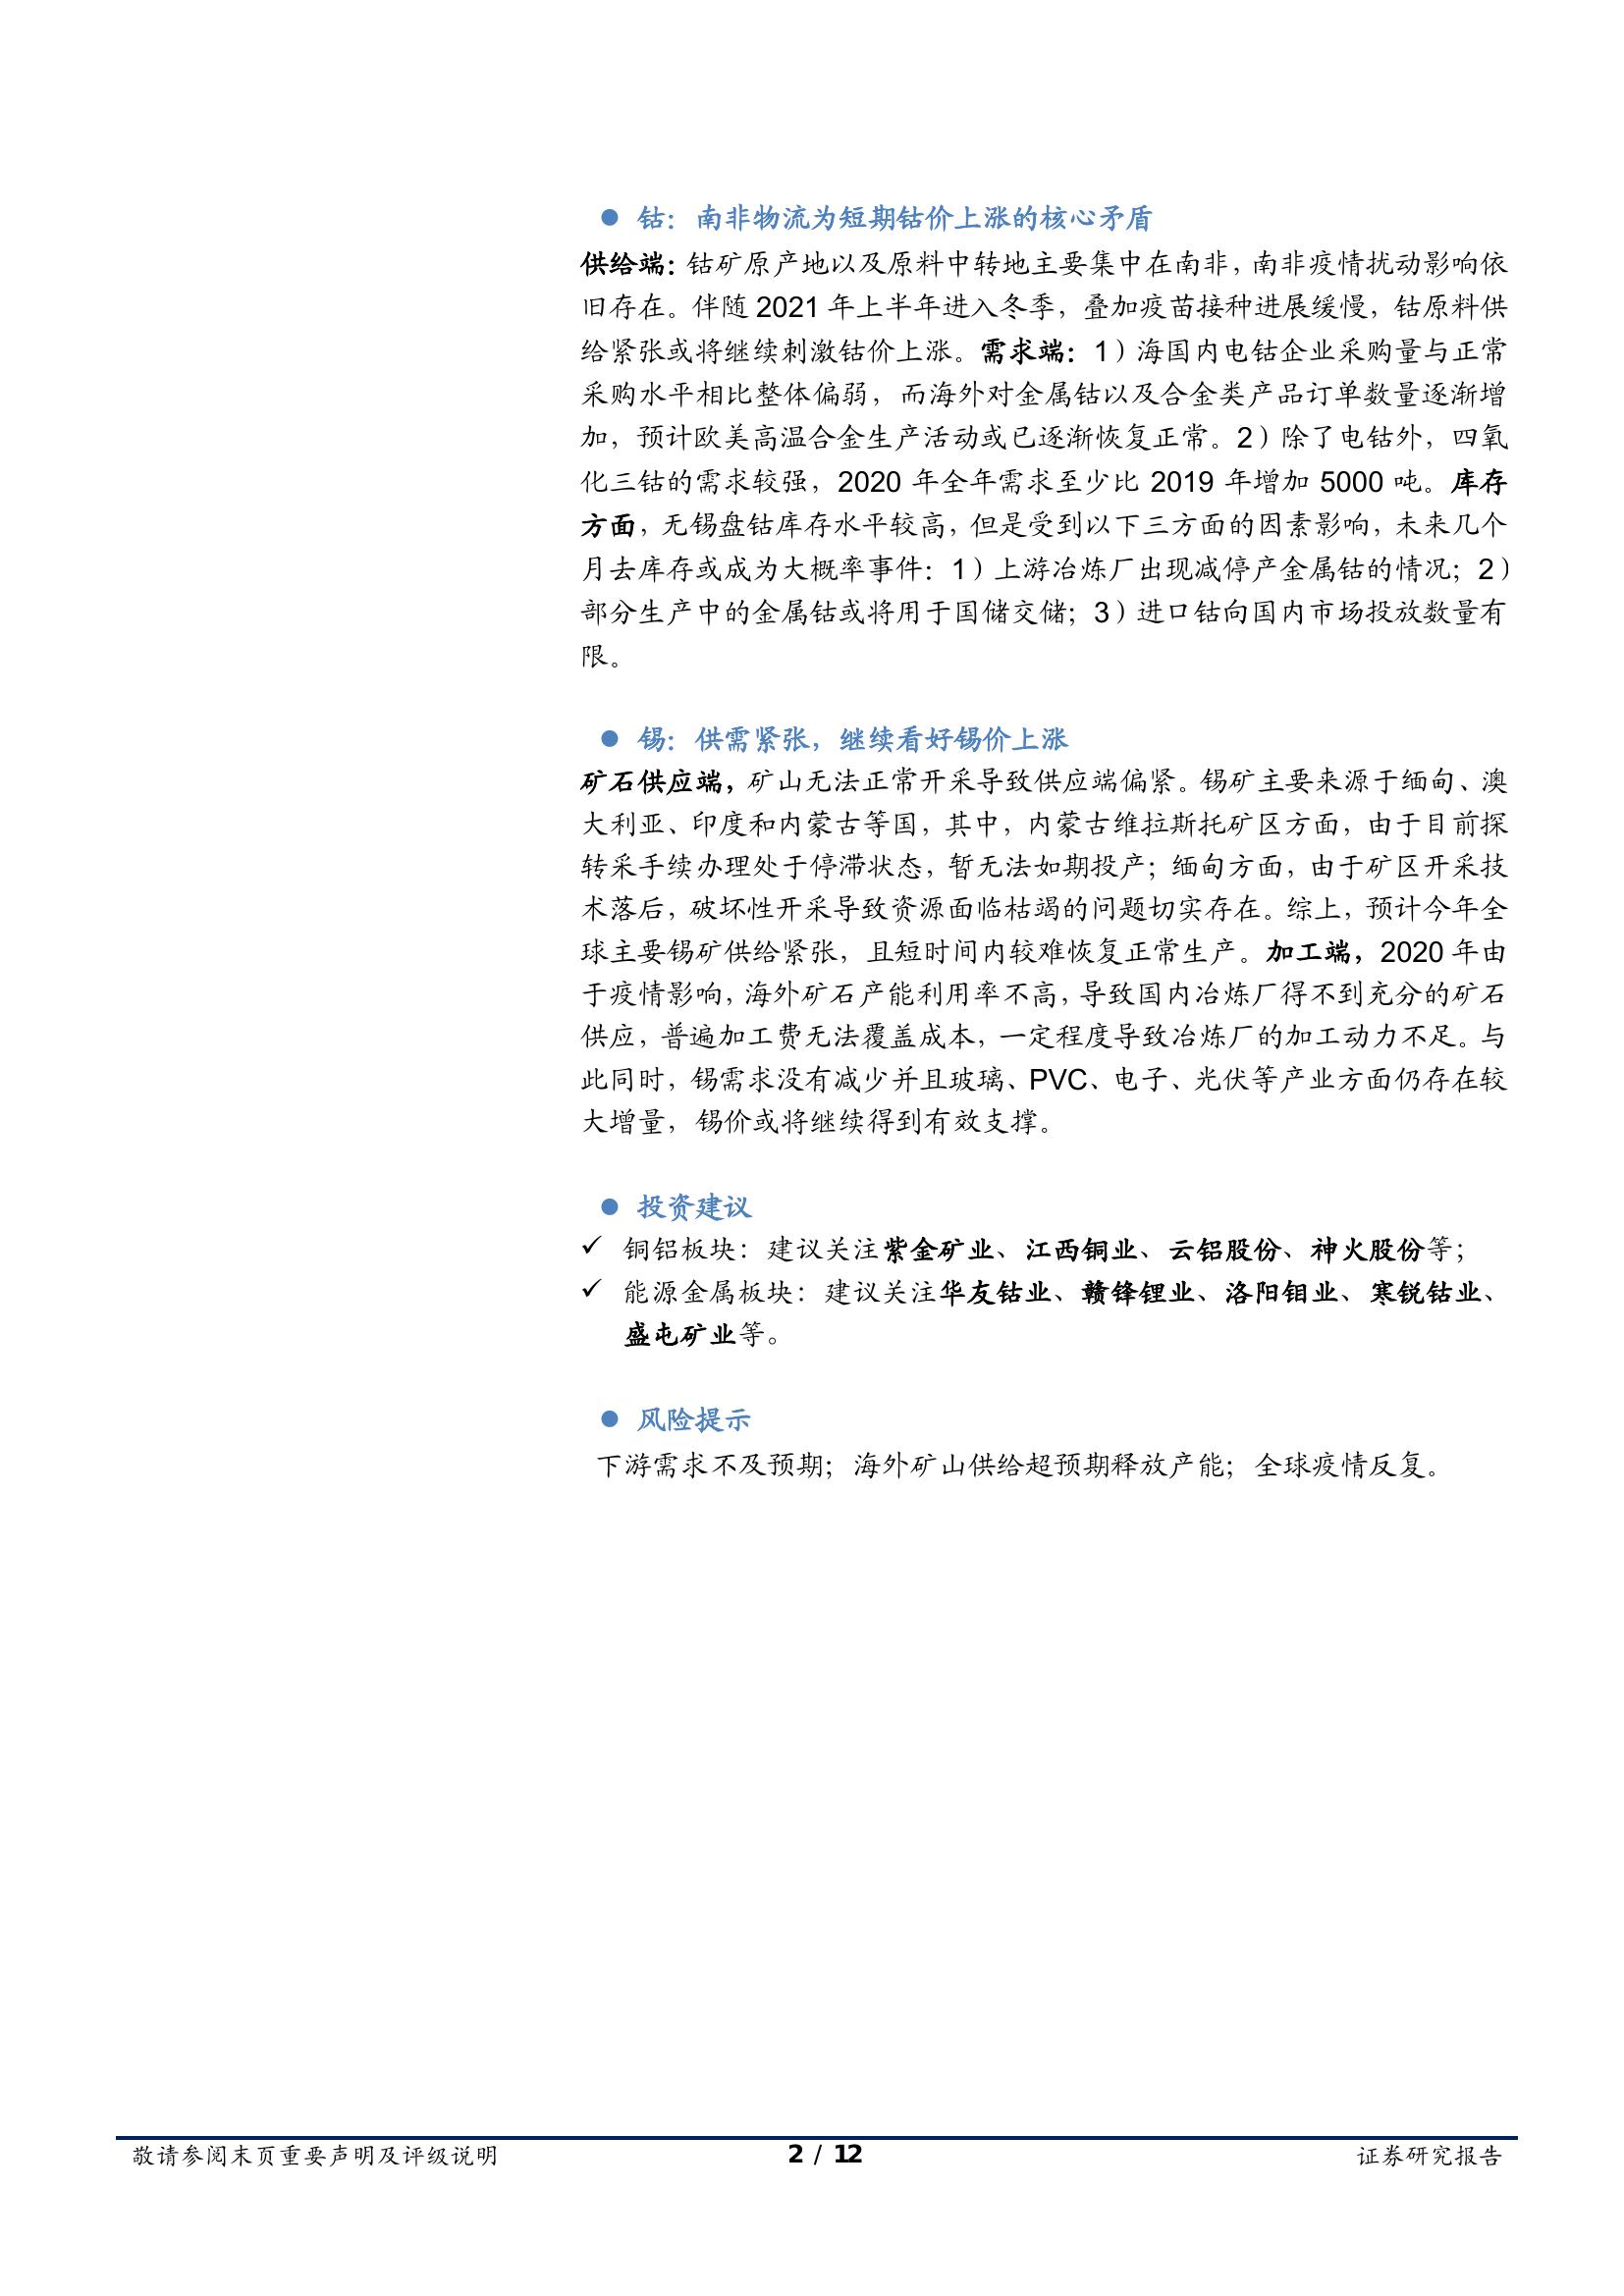 ● 钴：南非物流为短期钴价上涨的核心矛盾
供给端：钴矿原产地以及原料中转地主要集中在南非，南非疫情扰动影响依
旧存在。伴随 2021 年上半年进入冬季，叠加疫苗接种进展缓慢，钴原料供
给紧张或将继续刺激钴价上涨。需求端：1）海国内电钴企业采购量与正常
采购水平相比整体偏弱，而海外对金属钴以及合金类产品订单数量逐渐增
加，预计欧美高温合金生产活动或已逐渐恢复正常。2）除了电钴外，四氧
化三钴的需求较强，2020 年全年需求至少比 2019 年增加 5000 吨。库存
方面，无锡盘钴库存水平较高，但是受到以下三方面的因素影响，未来几个
月去库存或成为大概率事件：1）上游冶炼厂出现减停产金属钴的情况；2）
部分生产中的金属钴或将用于国储交储；3）进口钴向国内市场投放数量有
限。
● 锡：供需紧张，继续看好锡价上涨
矿石供应端，矿山无法正常开采导致供应端偏紧。锡矿主要来源于缅甸、澳
大利亚、印度和内蒙古等国，其中，内蒙古维拉斯托矿区方面，由于目前探
转采手续办理处于停滞状态，暂无法如期投产；缅甸方面，由于矿区开采技
术落后，破坏性开采导致资源面临枯竭的问题切实存在。综上，预计今年全
球主要锡矿供给紧张，且短时间内较难恢复正常生产。加工端，2020 年由
于疫情影响，海外矿石产能利用率不高，导致国内冶炼厂得不到充分的矿石
供应，普遍加工费无法覆盖成本，一定程度导致冶炼厂的加工动力不足。与
此同时，锡需求没有减少并且玻璃、PVC、电子、光伏等产业方面仍存在较
大增量，锡价或将继续得到有效支撑。
● 投资建议
✓ 铜铝板块：建议关注紫金矿业、江西铜业、云铝股份、神火股份等；
✓ 能源金属板块：建议关注华友钴业、赣锋锂业、洛阳钼业、寒锐钴业、
盛屯矿业等。
● 风险提示
下游需求不及预期；海外矿山供给超预期释放产能；全球疫情反复。
敬请参阅末页重要声明及评级说明 2 / 12 证券研究报告